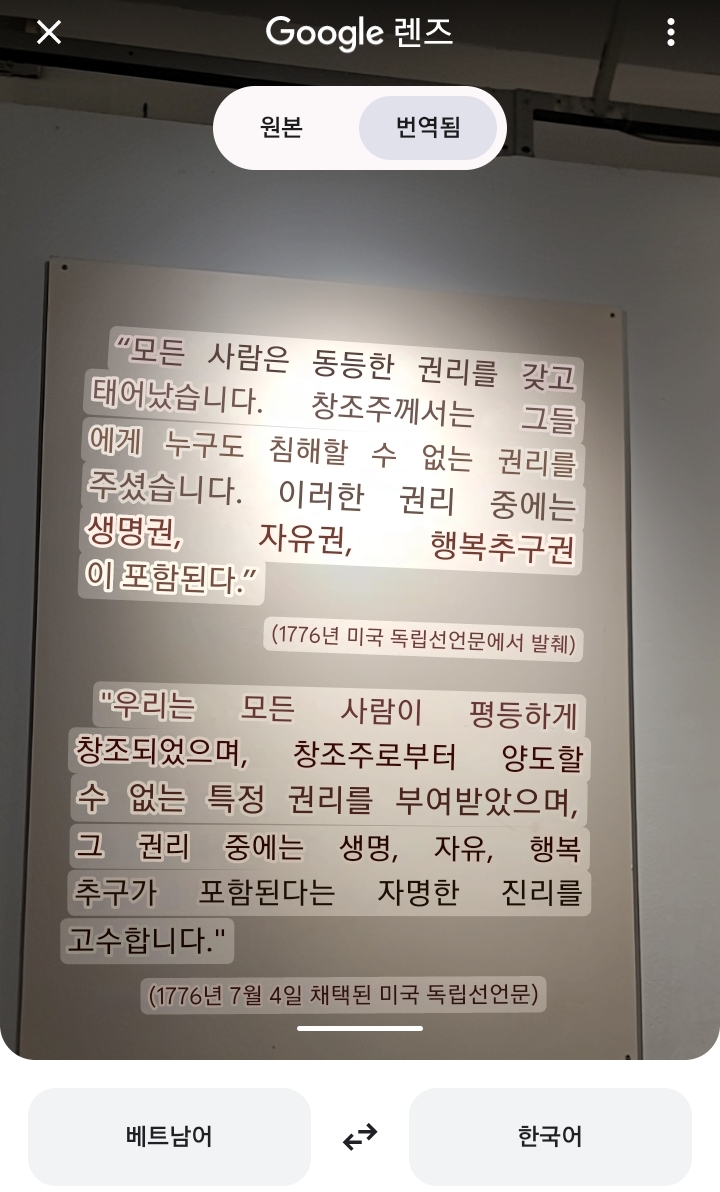 Google 렌즈
원본 번역됨
“모든 사람은 동등한 권리를 갖고
태어났습니다. 창조주께서는 그들
에게 누구도 침해할 수 없는 권리를
주셨습니다. 이러한 권리 중에는
생명권, 자유권, 행복추구권
이 포함된다.”
(1776년 미국 독립선언문에서 발췌)
"우리는 모든 사람이 평등하게
창조되었으며, 창조주로부터 양도할
수 없는 특정 권리를 부여받았으며,
그 권리 중에는 생명, 자유, 행복
추구가 포함된다는 자명한 진리를
고수합니다."
(1776년 7월 4일 채택된 미국 독립선언문)
베트남어 한국어